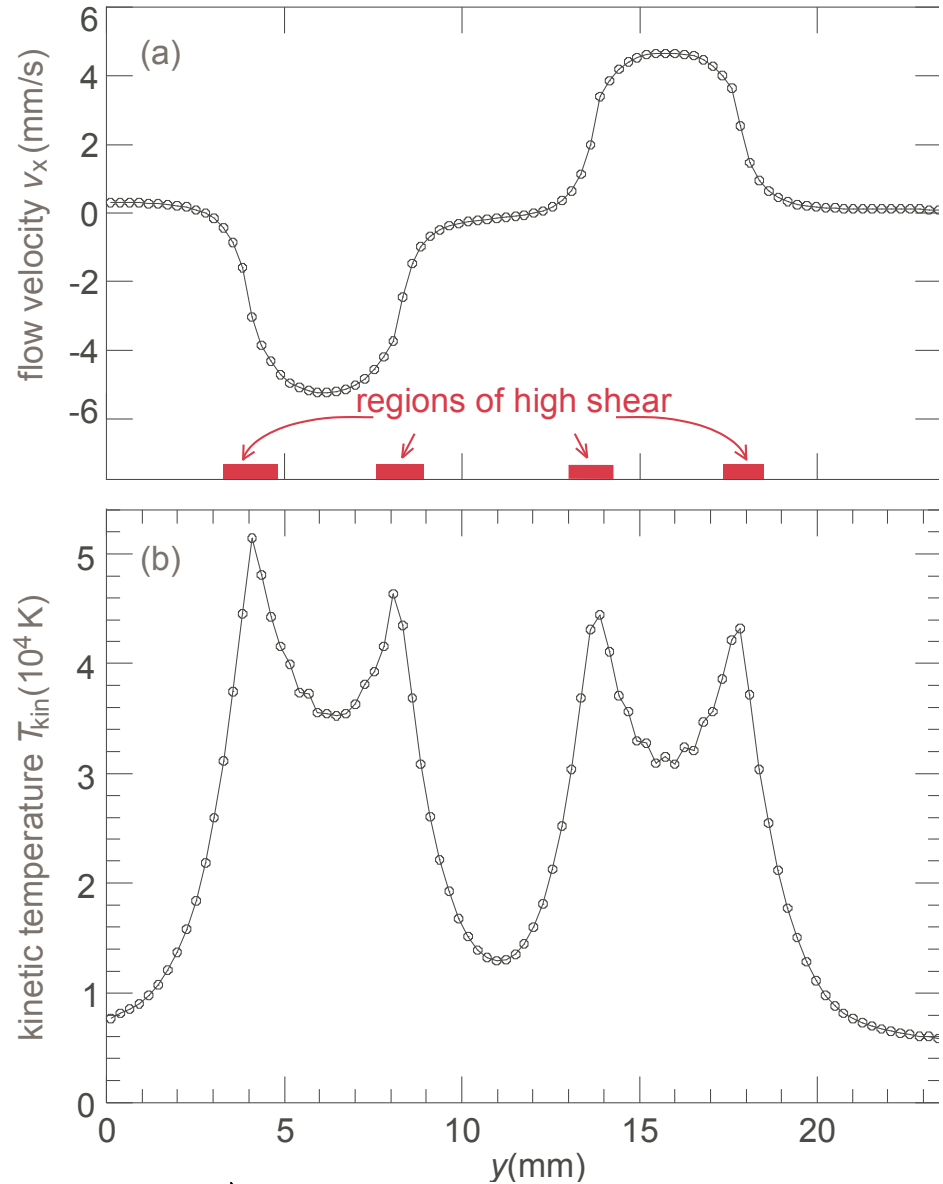 6
(a)
4
2
0
-2
-4
-6
flow velocity vₓ(mm/s)
regions of high shear
(b)
5
4
3
2
1
0
kinetic temperature T_kin(10⁴ K)
0 5 10 15 20
y(mm)